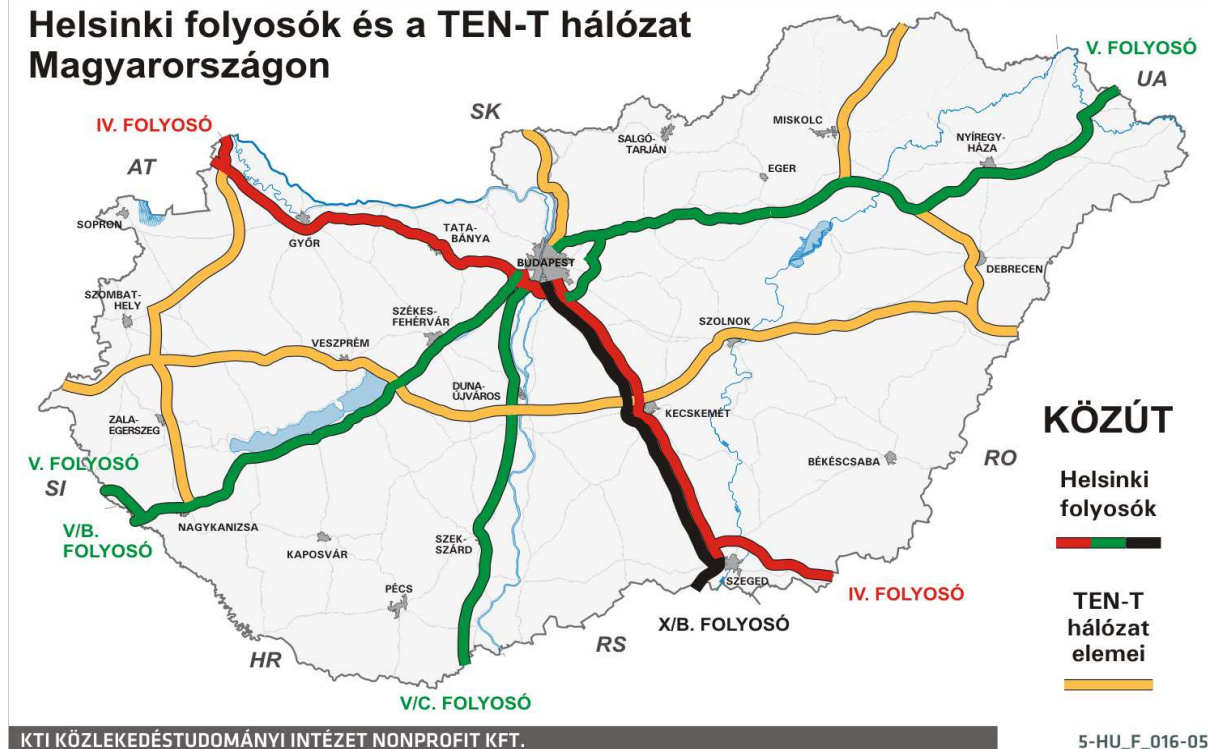 Helsinki folyosók és a TEN-T hálózat
Magyarországon
V. FOLYOSÓ
UA
SK
IV. FOLYOSÓ
AT
SALGÓ-
TARJÁN
MISKOLC
NYÍREGY-
HÁZA
EGER
SOPRON
GYŐR
TATA-
BÁNYA
BUDAPEST
DEBRECEN
SZOMBAT-
HELY
SZÉKES-
FEHÉRVÁR
SZOLNOK
VESZPRÉM
DUNA-
ÚJVÁROS
KECSKEMÉT
ZALA-
EGERSZEG
V. FOLYOSÓ
SI
BÉKÉSCSABA
RO
V/B.
FOLYOSÓ
NAGYKANIZSA
KAPOSVÁR
SZEK-
SZÁRD
PÉCS
SZEGED
IV. FOLYOSÓ
X/B. FOLYOSÓ
RS
HR
V/C. FOLYOSÓ
KÖZÚT
Helsinki
folyosók
TEN-T
hálózat
elemei
KTI KÖZLEKEDÉSTUDOMÁNYI INTÉZET NONPROFIT KFT.
5-HU_F_016-05